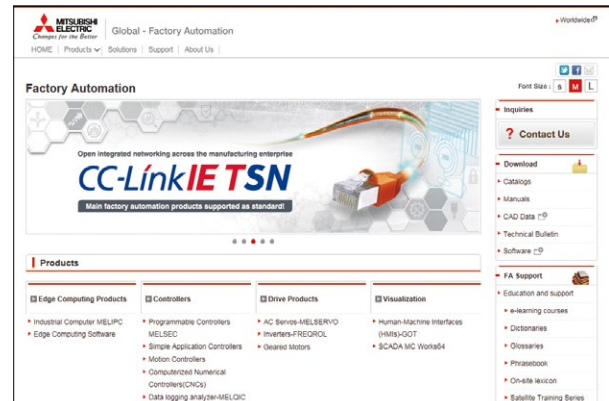 MITSUBISHI
ELECTRIC
Changes for the Better
Global - Factory Automation
Worldwide
HOME | Products | Solutions | Support | About Us
Factory Automation
Font Size : S M L
Open integrated networking across the manufacturing enterprise
CC-Link IE TSN
Main factory automation products supported as standard!
Products
Edge Computing Products
Industrial Computer MELIPC
Edge Computing Software
Controllers
Programmable Controllers
MELSEC
Simple Application Controllers
Motion Controllers
Computerized Numerical
Controllers(CNCs)
Data logging analyzer-MELQIC
Drive Products
AC Servos-MELSERVO
Inverters-FREQROL
Geared Motors
Visualization
Human-Machine Interfaces
(HMIs)-GOT
SCADA MC Works64
Inquiries
? Contact Us
Download
Catalogs
Manuals
CAD Data
Technical Bulletin
Software
FA Support
Education and support
e-learning courses
Dictionaries
Glossaries
Phrasebook
On-site lexicon
Satellite Training Series